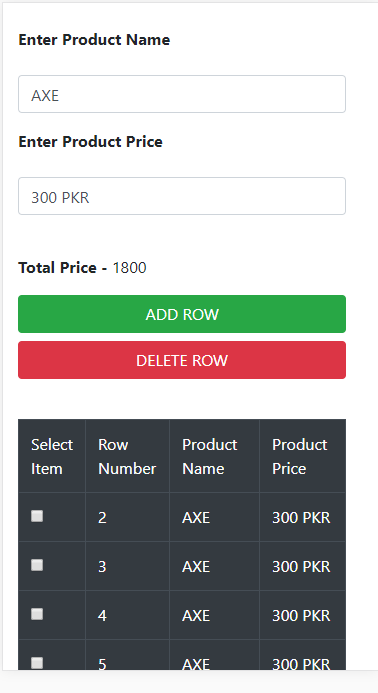 Enter Product Name
AXE
Enter Product Price
300 PKR
Total Price - 1800
ADD ROW
DELETE ROW
Select Item Row Number Product Name Product Price
2 AXE 300 PKR
3 AXE 300 PKR
4 AXE 300 PKR
5 AXE 300 PKR